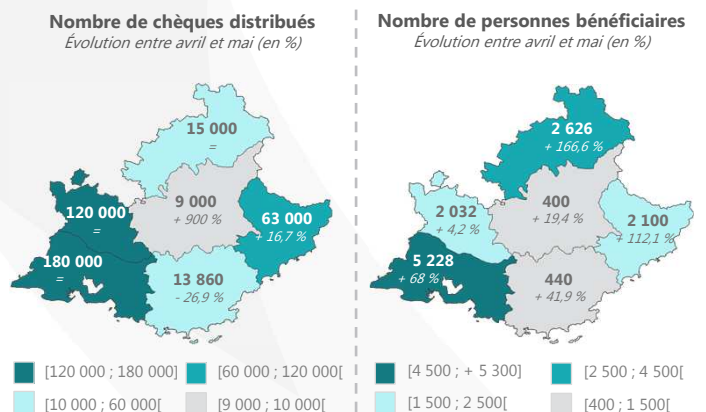 Nombre de chèques distribués
Évolution entre avril et mai (en %)
15 000
=
9 000
+ 900 %
120 000
=
63 000
+ 16,7 %
180 000
=
13 860
- 26,9 %
[120 000 ; 180 000]
[60 000 ; 120 000[
[10 000 ; 60 000[
[9 000 ; 10 000[
Nombre de personnes bénéficiaires
Évolution entre avril et mai (en %)
2 626
+ 166,6 %
400
+ 19,4 %
2 032
+ 4,2 %
2 100
+ 112,1 %
5 228
+ 68 %
440
+ 41,9 %
[4 500 ; + 5 300]
[2 500 ; 4 500[
[1 500 ; 2 500[
[400 ; 1 500[